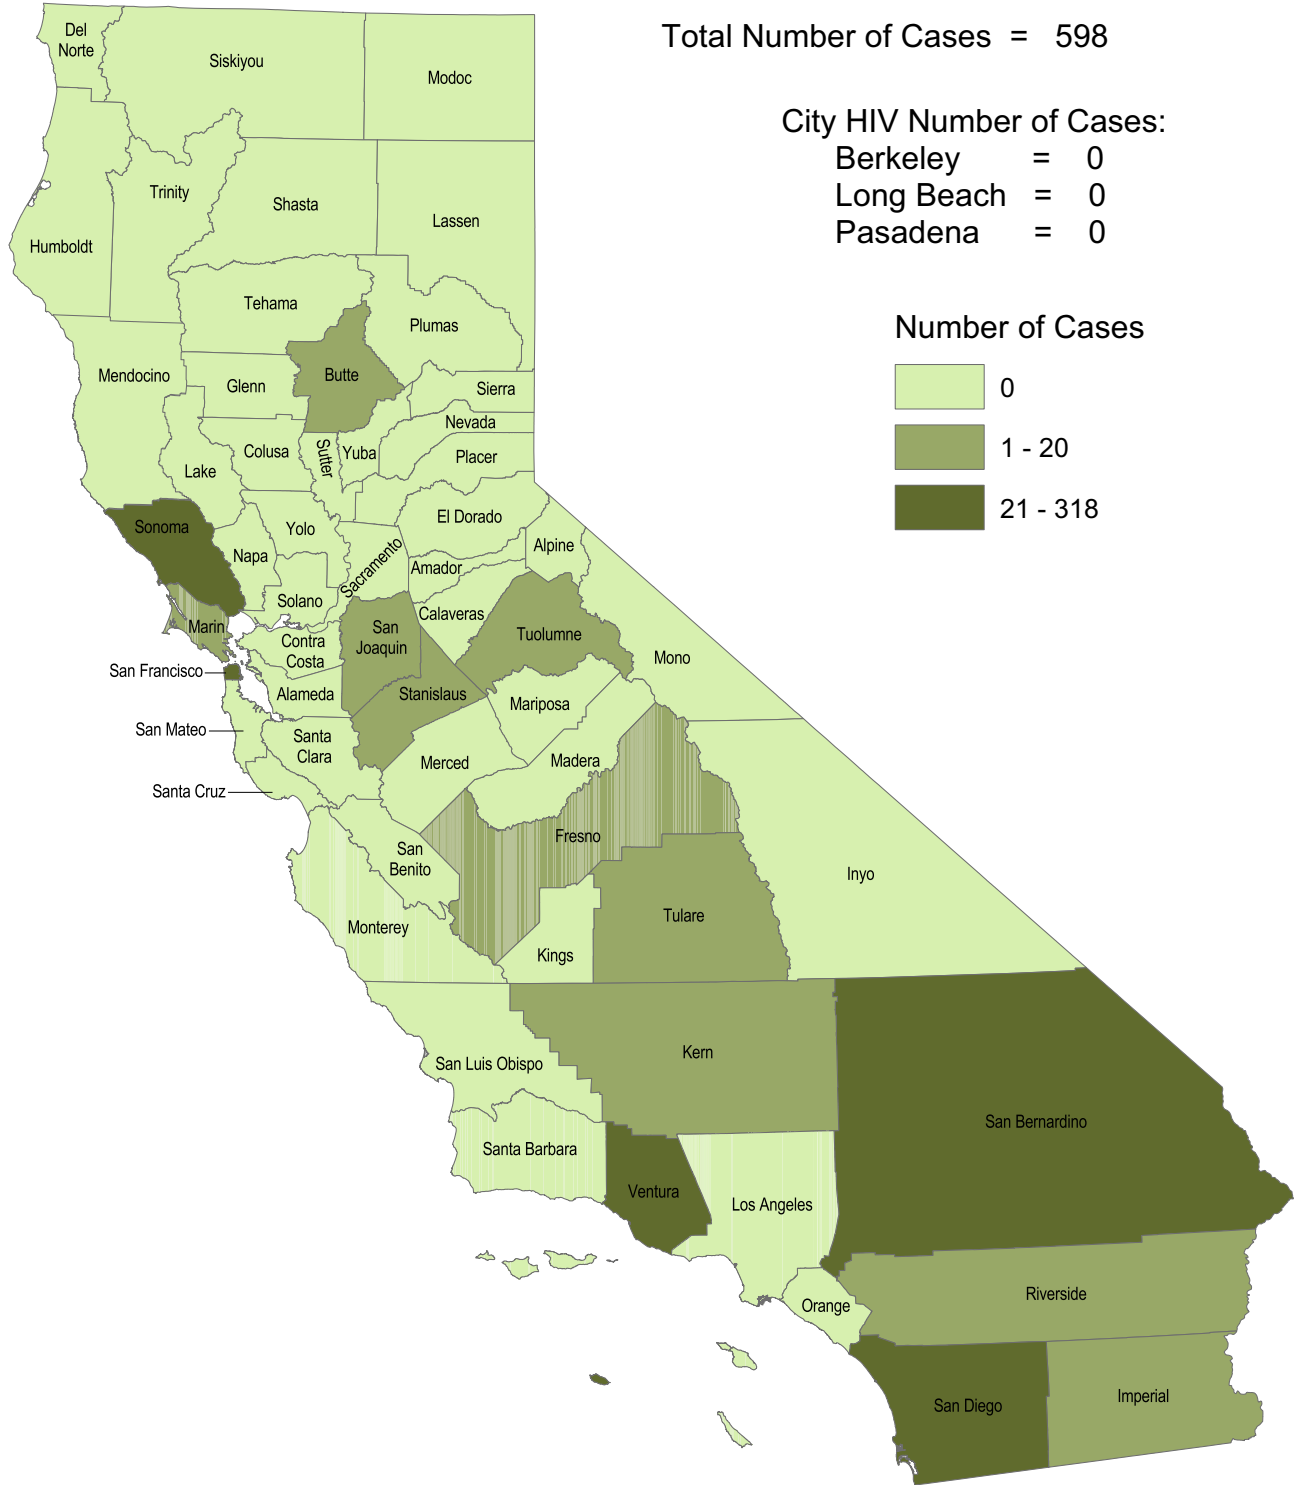 Total Number of Cases = 598
City HIV Number of Cases:
Berkeley = 0
Long Beach = 0
Pasadena = 0
Number of Cases
0
1 - 20
21 - 318
Del
Norte
Siskiyou
Modoc
Trinity
Shasta
Lassen
Humboldt
Tehama
Plumas
Mendocino
Glenn
Butte
Sierra
Nevada
Colusa
Sutter
Yuba
Placer
Lake
Sonoma
Yolo
El Dorado
Napa
Sacramento
Alpine
Amador
Solano
Calaveras
Marin
San
Joaquin
Tuolumne
Contra
Costa
Mono
San Francisco
Alameda
Stanislaus
Mariposa
San Mateo
Santa
Clara
Merced
Madera
Santa Cruz
Fresno
San
Benito
Inyo
Tulare
Monterey
Kings
Kern
San Luis Obispo
San Bernardino
Santa Barbara
Ventura
Los Angeles
Riverside
Orange
Imperial
San Diego